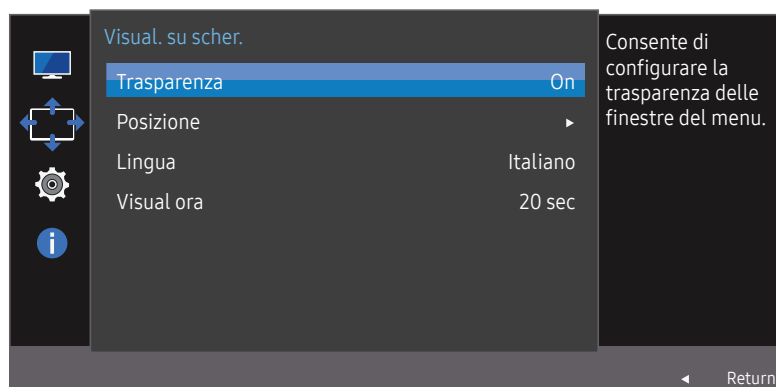 Visual. su scher.
Trasparenza On
Posizione ►
Lingua Italiano
Visual ora 20 sec
Consente di
configurare la
trasparenza delle
finestre del menu.
◄ Return